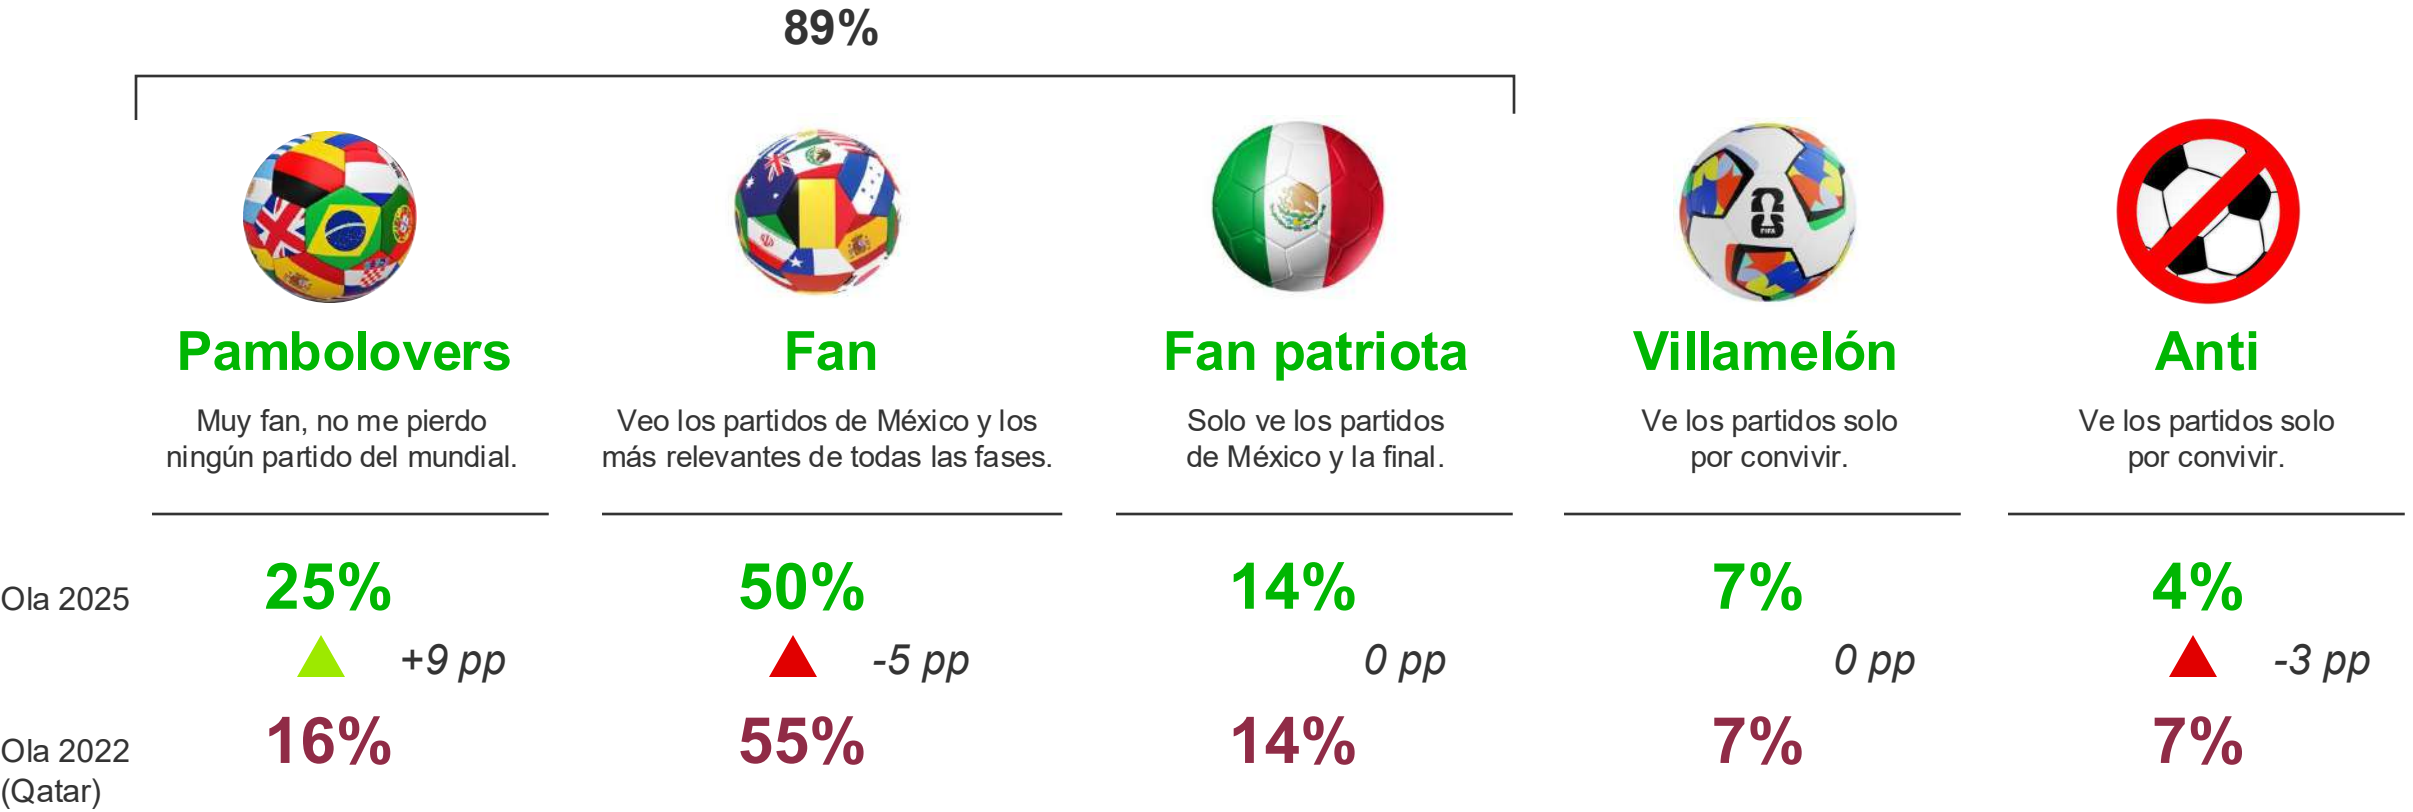 89%
26
FIFA
Pambolovers
Fan
Fan patriota
Villamelón
Anti
Muy fan, no me pierdo
ningún partido del mundial.
Veo los partidos de México y los
más relevantes de todas las fases.
Solo ve los partidos
de México y la final.
Ve los partidos solo
por convivir.
Ve los partidos solo
por convivir.
Ola 2025
25%
50%
14%
7%
4%
+9 pp
-5 pp
0 pp
0 pp
-3 pp
Ola 2022
(Qatar)
16%
55%
14%
7%
7%